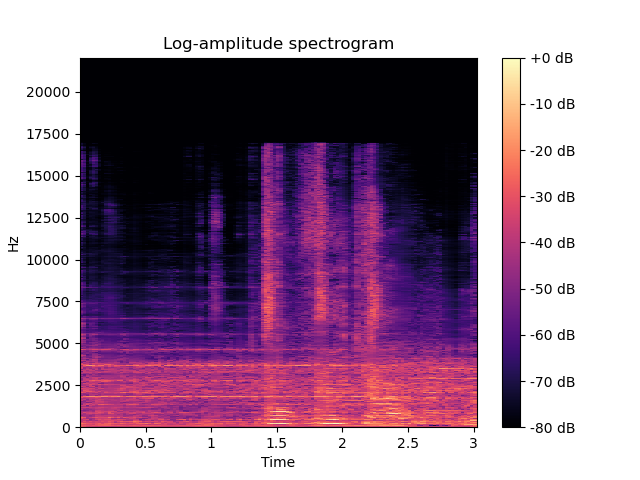 Log-amplitude spectrogram
Hz
20000
17500
15000
12500
10000
7500
5000
2500
0
0 0.5 1 1.5 2 2.5 3
Time
+0 dB
-10 dB
-20 dB
-30 dB
-40 dB
-50 dB
-60 dB
-70 dB
-80 dB